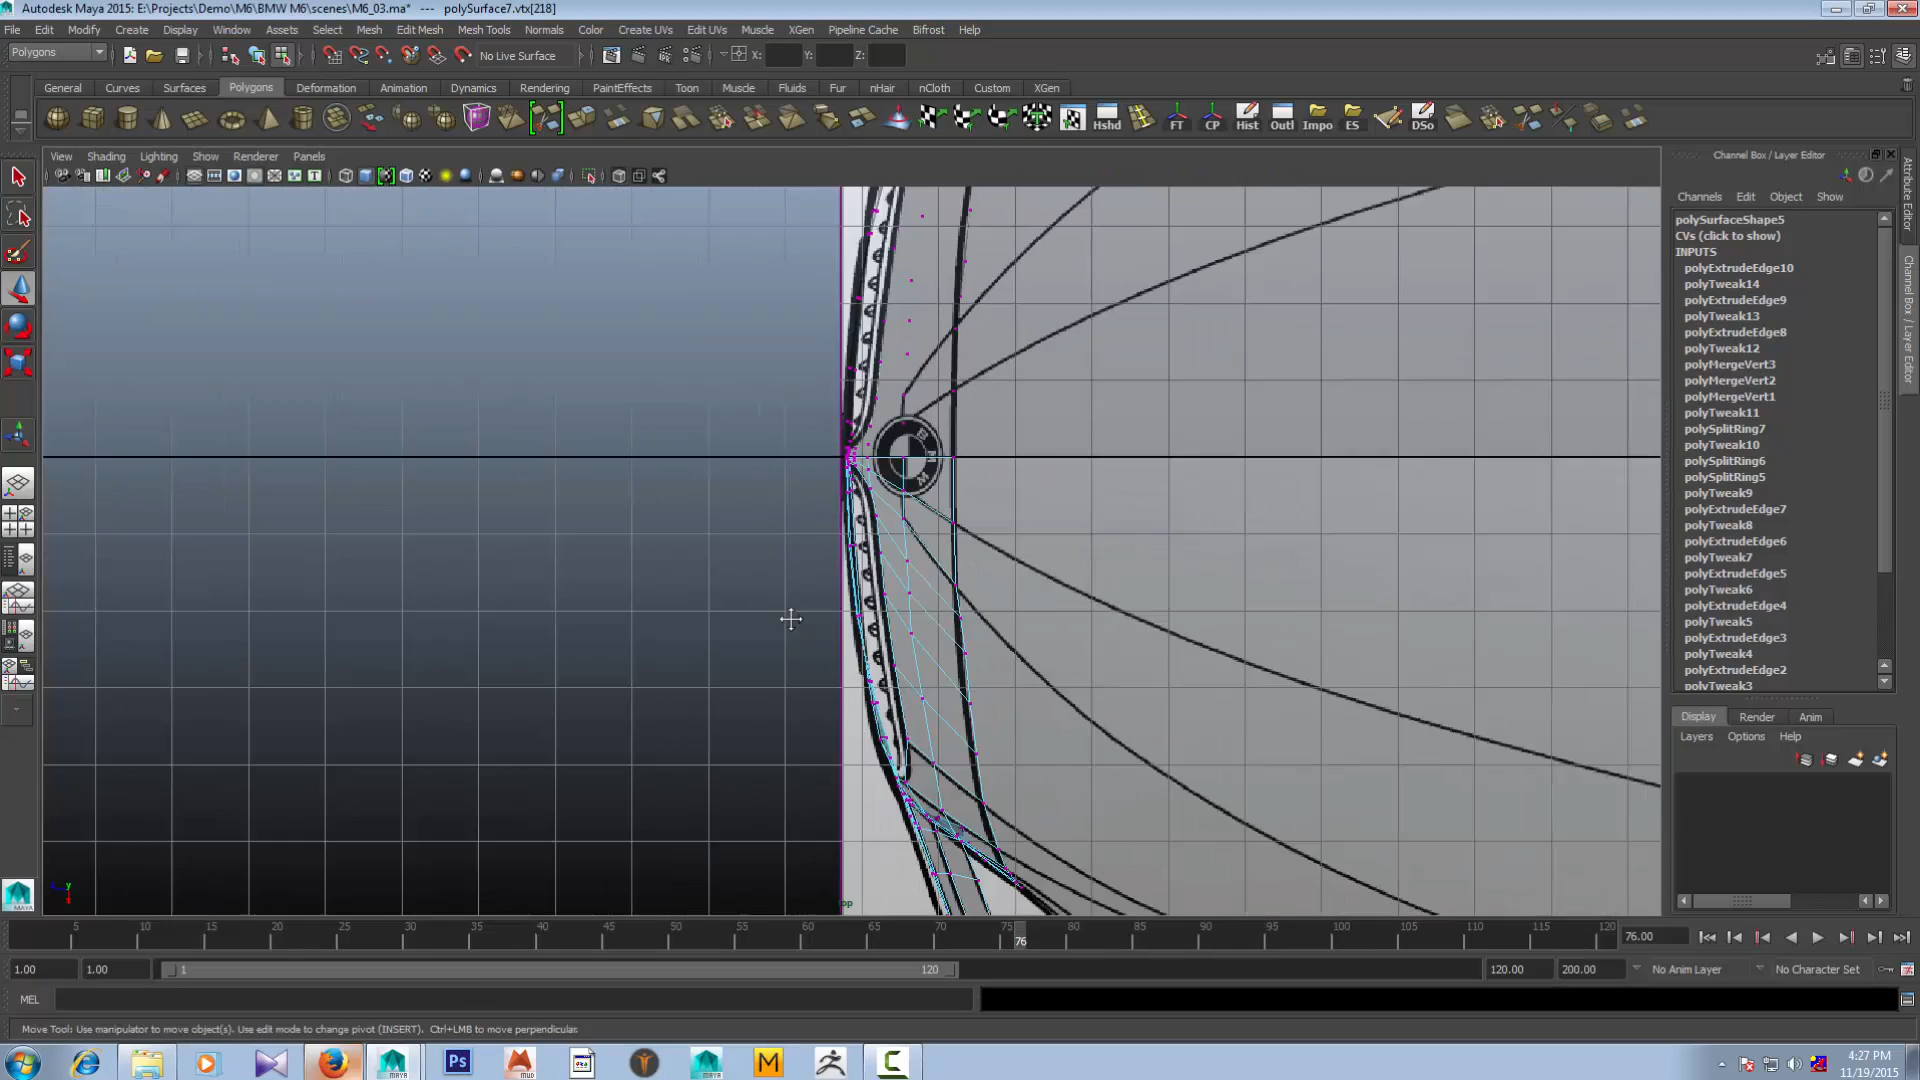 Autodesk Maya 2015: E:\Projects\Demo\M6\BMW M6\scenes\M6_03.ma* --- polySurface7.vtx[218]
File Edit Modify Create Display Window Assets Select Mesh Edit Mesh Mesh Tools Normals Color Create UVs Edit UVs Muscle XGen Pipeline Cache Bifrost Help
Polygons No Live Surface X: Y: Z:
General Curves Surfaces Polygons Deformation Animation Dynamics Rendering PaintEffects Toon Muscle Fluids Fur nHair nCloth Custom XGen
Hshd FT CP Hist Outl Impo ES DSo
View Shading Lighting Show Renderer Panels
Channel Box / Layer Editor
Channels Edit Object Show
polySurfaceShape5
CVs (click to show)
INPUTS
polyExtrudeEdge10
polyTweak14
polyExtrudeEdge9
polyTweak13
polyExtrudeEdge8
polyTweak12
polyMergeVert3
polyMergeVert2
polyMergeVert1
polyTweak11
polySplitRing7
polyTweak10
polySplitRing6
polySplitRing5
polyTweak9
polyExtrudeEdge7
polyTweak8
polyExtrudeEdge6
polyTweak7
polyExtrudeEdge5
polyTweak6
polyExtrudeEdge4
polyTweak5
polyExtrudeEdge3
polyTweak4
polyExtrudeEdge2
polyTweak3
Attribute Editor
Channel Box / Layer Editor
Display Render Anim
Layers Options Help
y
5 10 15 20 25 30 35 40 45 50 55 60 65 70 75 80 85 90 95 100 105 110 115 120
76
76.00
1.00 1.00 1 120 120.00 200.00 No Anim Layer No Character Set
MEL
Move Tool: Use manipulator to move object(s). Use edit mode to change pivot (INSERT). Ctrl+LMB to move perpendicular.
MAYA Ps MUD MAYA M C
4:27 PM
11/19/2015